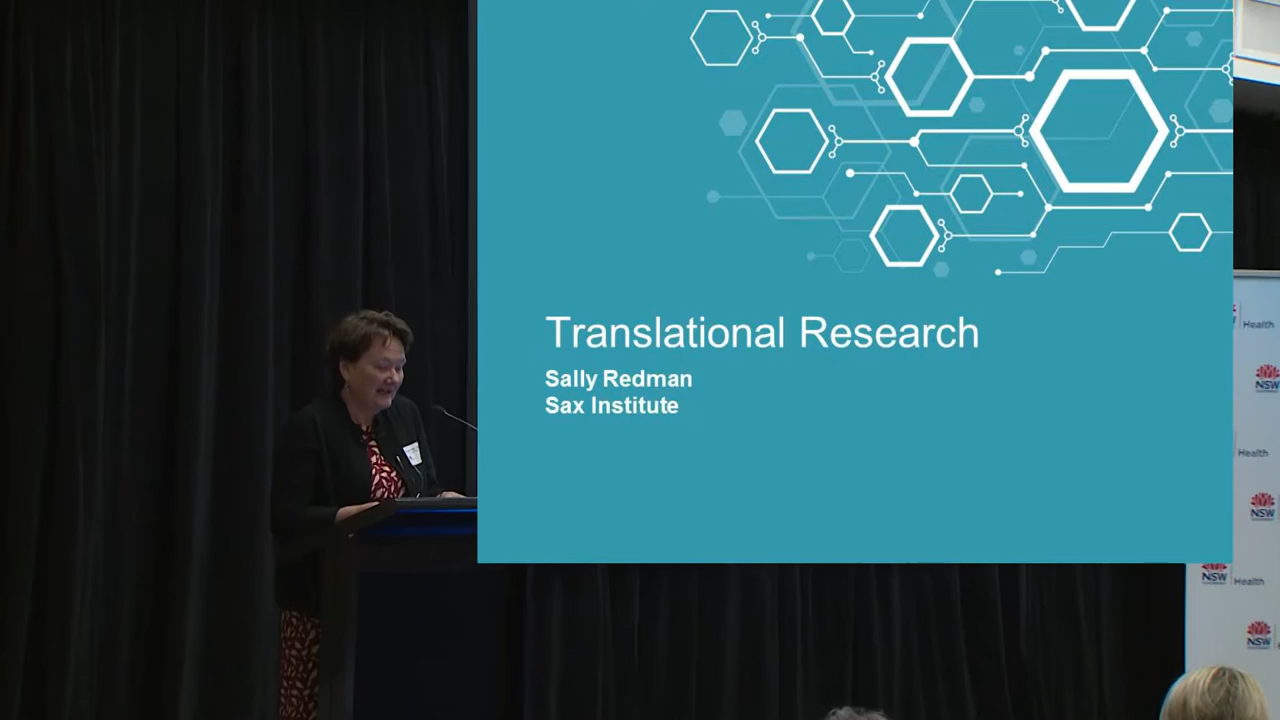 Translational Research
Sally Redman
Sax Institute
Health
NSW
Health
NSW
NSW
Health
NSW